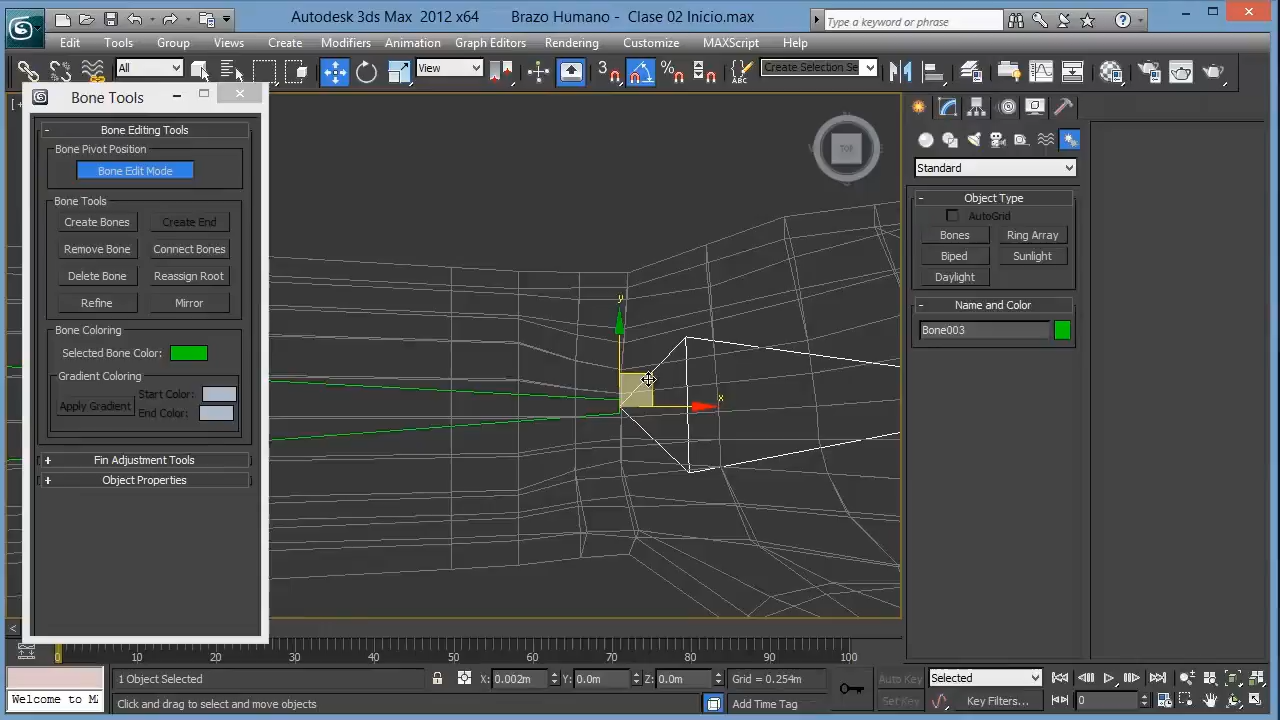 Autodesk 3ds Max 2012 x64 Brazo Humano - Clase 02 Inicio.max
Type a keyword or phrase
Edit Tools Group Views Create Modifiers Animation Graph Editors Rendering Customize MAXScript Help
All View 3 Create Selection Se
Bone Tools
Bone Editing Tools
Bone Pivot Position
Bone Edit Mode
Bone Tools
Create Bones Create End
Remove Bone Connect Bones
Delete Bone Reassign Root
Refine Mirror
Bone Coloring
Selected Bone Color:
Gradient Coloring
Start Color:
Apply Gradient
End Color:
Fin Adjustment Tools
Object Properties
TOP
y
x
Standard
Object Type
AutoGrid
Bones Ring Array
Biped Sunlight
Daylight
Name and Color
Bone003
0 10 20 30 40 50 60 70 80 90 100
1 Object Selected X: 0.002m Y: 0.0m Z: 0.0m Grid = 0.254m Auto Key Selected
Welcome to M Click and drag to select and move objects Add Time Tag Set Key Key Filters... 0